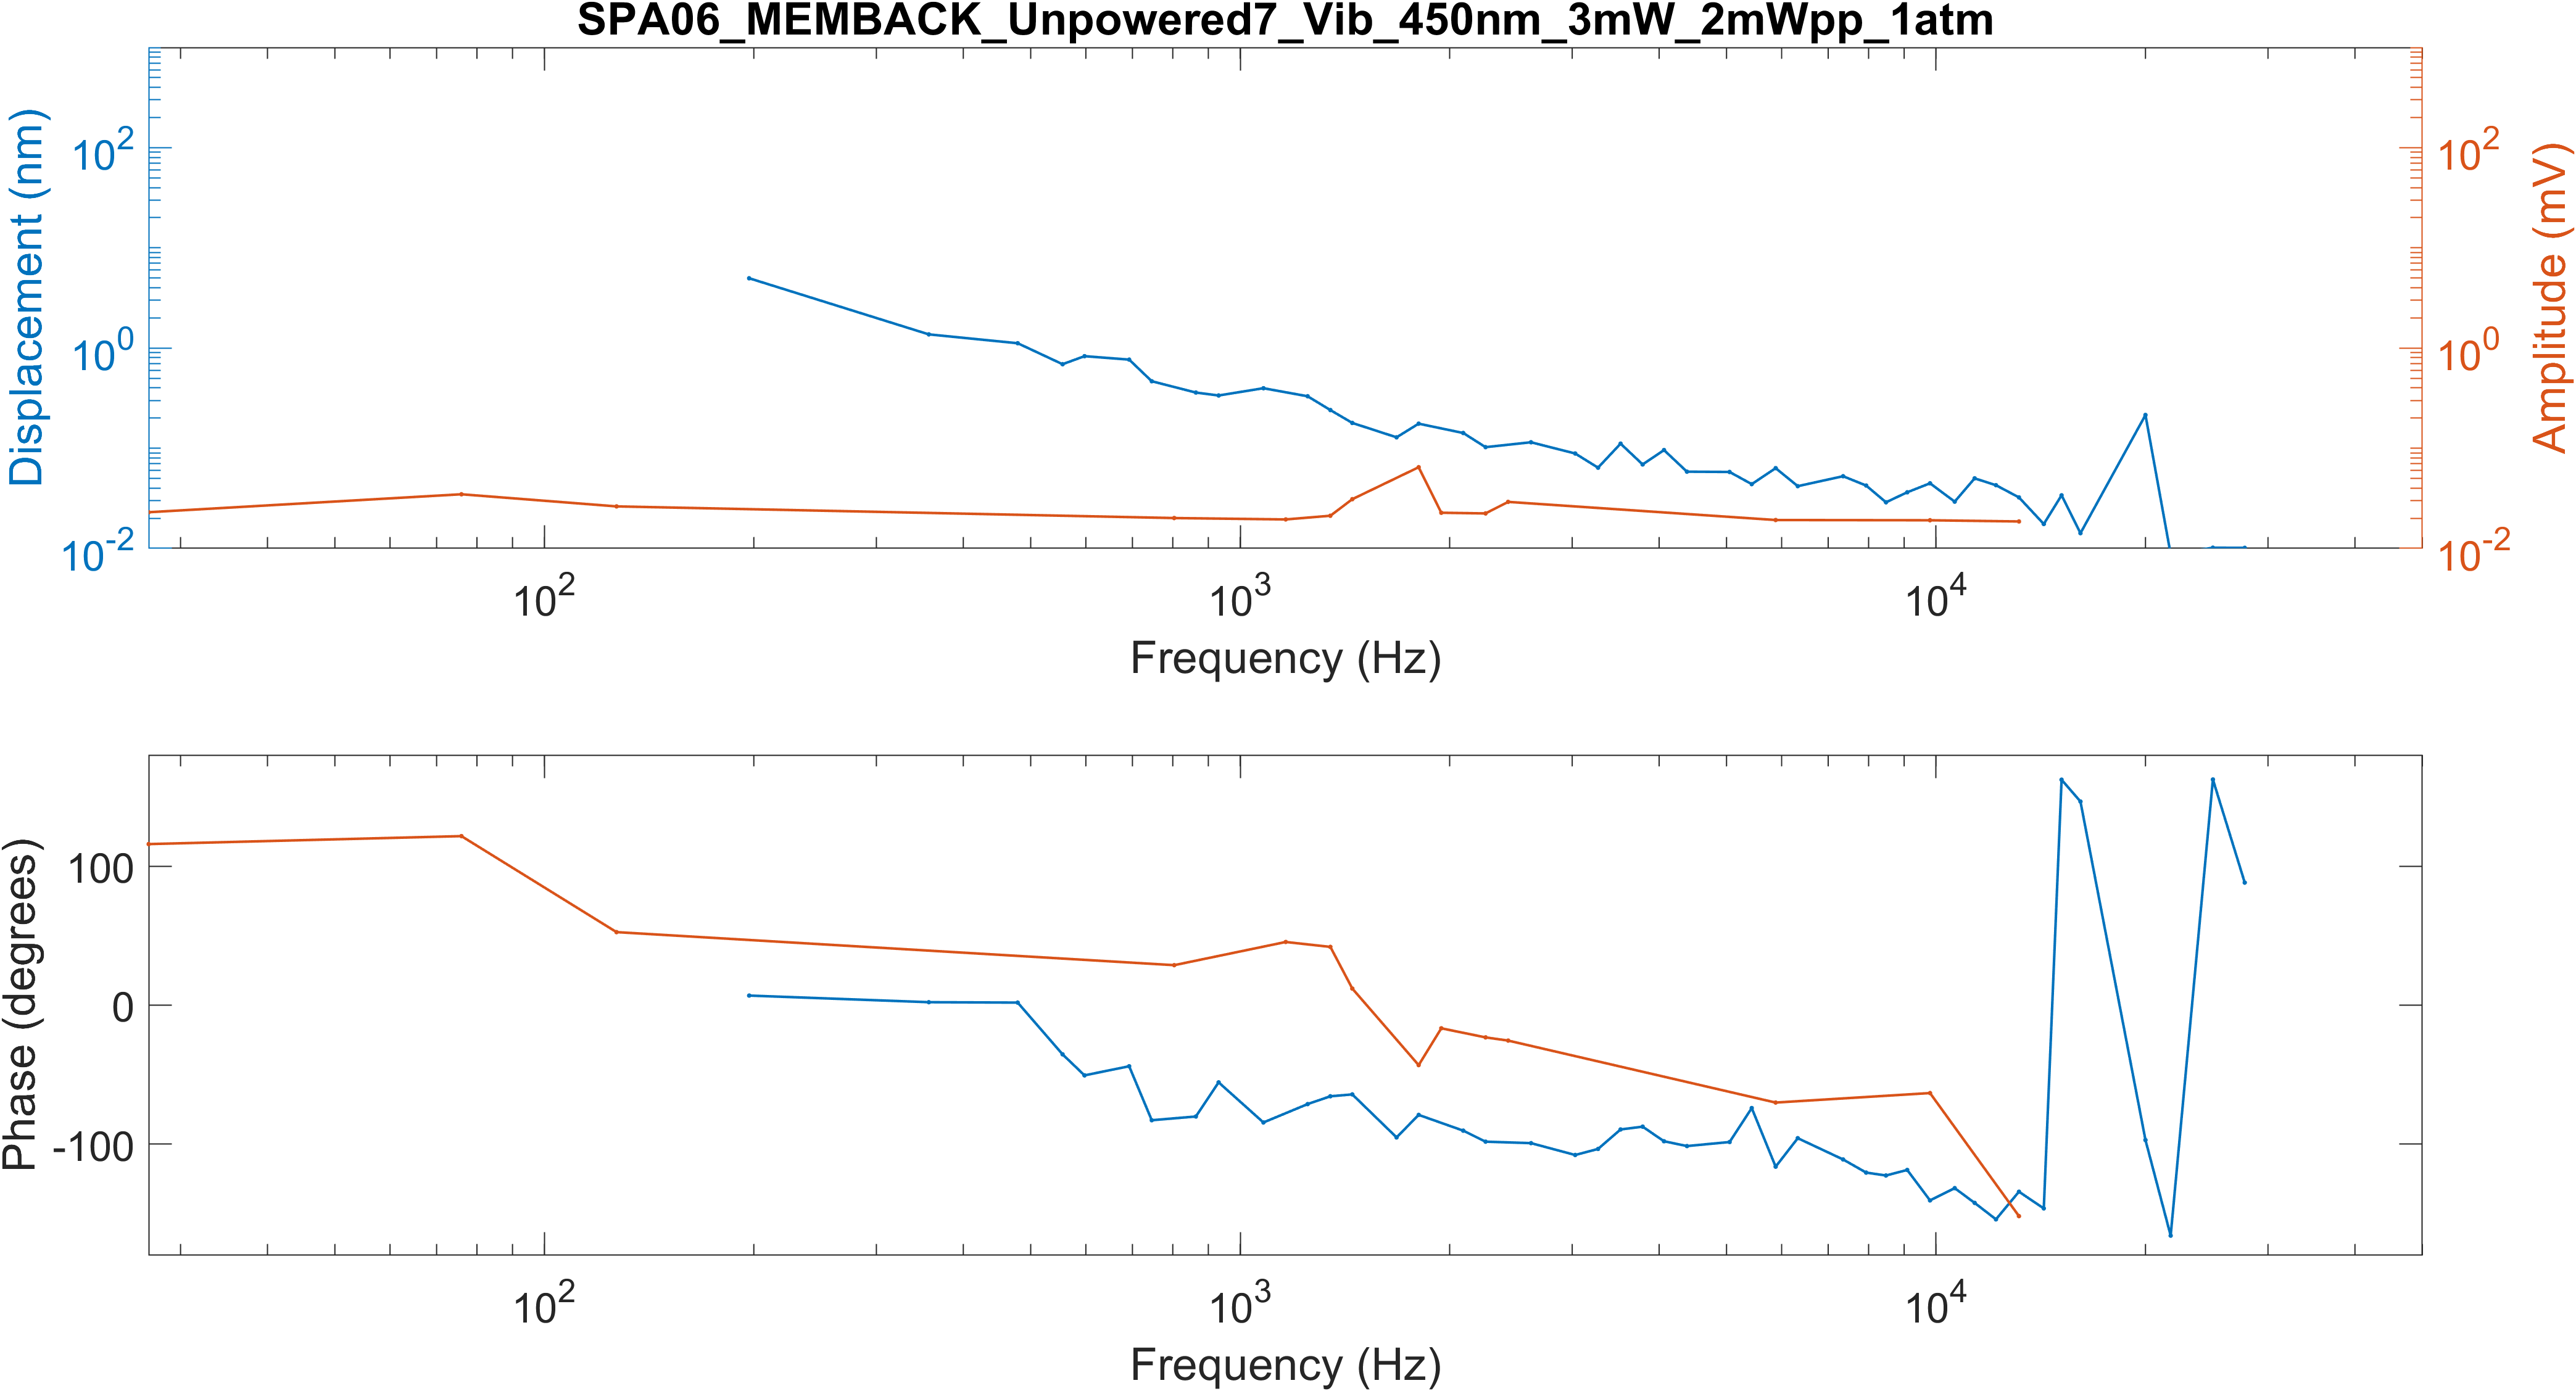 SPA06_MEMBACK_Unpowered7_Vib_450nm_3mW_2mWpp_1atm
Displacement (nm)
10^2
10^0
10^-2
10^2
10^0
10^-2
Amplitude (mV)
10^2 10^3 10^4
Frequency (Hz)
Phase (degrees)
100
0
-100
10^2 10^3 10^4
Frequency (Hz)